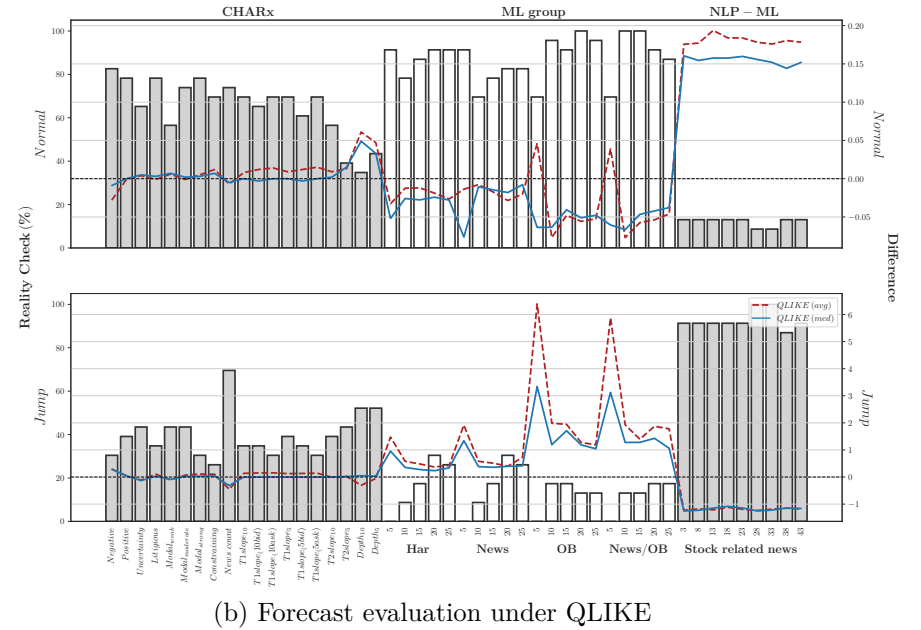 CHARx ML group NLP − ML
100
80
60
40
20
0
0.20
0.15
0.10
0.05
0.00
−0.05
Normal
Normal
Reality Check (%)
Difference
100
80
60
40
20
0
6
5
4
3
2
1
0
−1
Jump
Jump
QLIKE (avg)
QLIKE (med)
Negative Positive Uncertainty Litigious Modal weak Modal moderate Modal strong Constraining News count T1slope10 T1slope(10bid) T1slope(10ask) T1slope5 T1slope(5bid) T1slope(5ask) T2slope10 T2slope5 Depth10 Depth5 5 10 15 20 25 5 10 15 20 25 5 10 15 20 25 5 10 15 20 25 3 8 13 18 23 28 33 38 43
Har News OB News/OB Stock related news
(b) Forecast evaluation under QLIKE